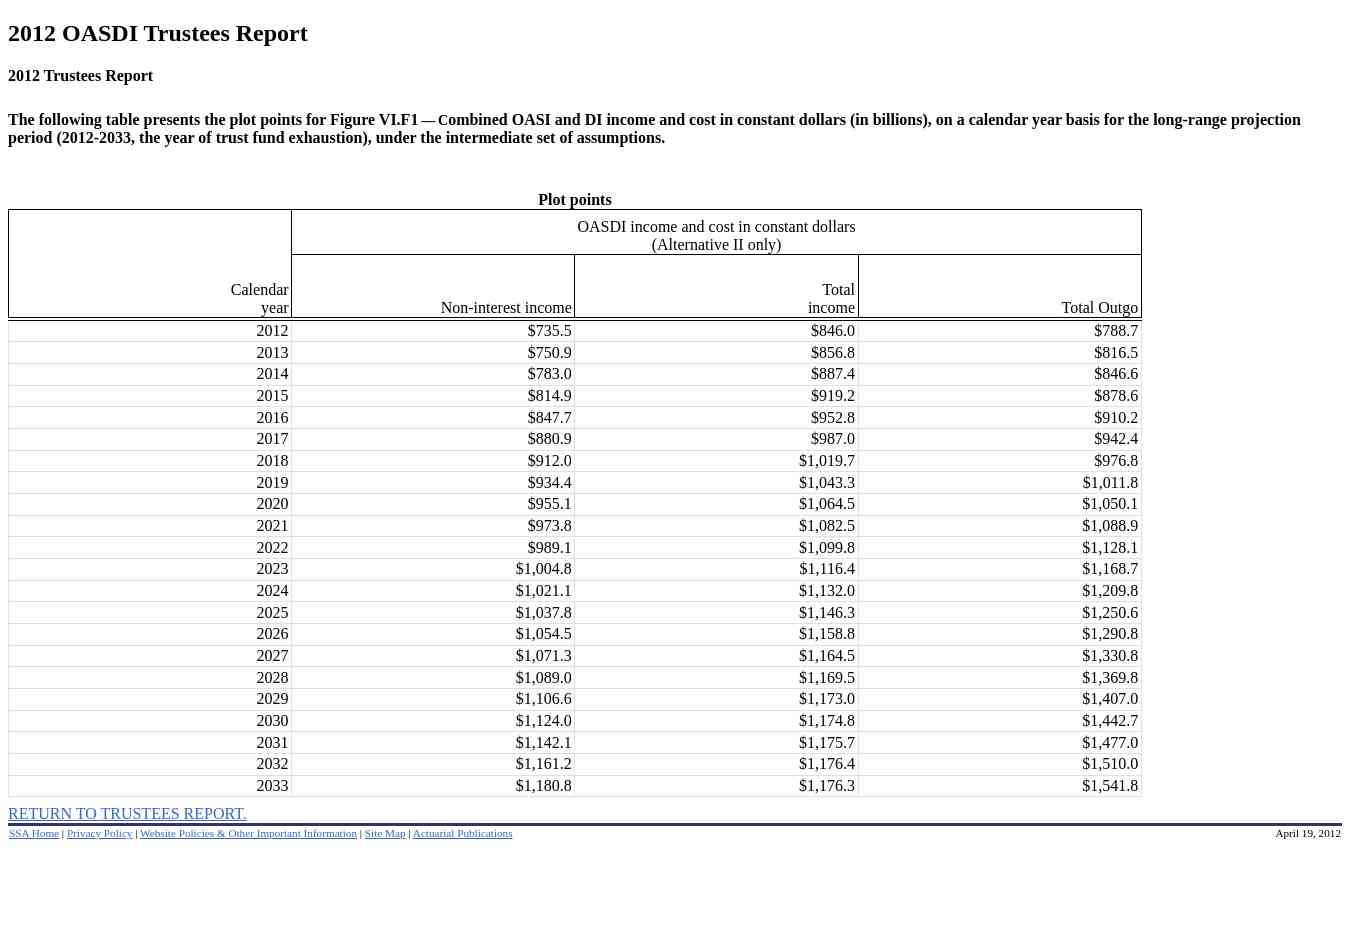 2012 OASDI Trustees Report
2012 Trustees Report
The following table presents the plot points for Figure VI.F1 — Combined OASI and DI income and cost in constant dollars (in billions), on a calendar year basis for the long-range projection
period (2012-2033, the year of trust fund exhaustion), under the intermediate set of assumptions.
Plot points
OASDI income and cost in constant dollars
(Alternative II only)
Calendar
year
Non-interest income
Total
income
Total Outgo
2012 $735.5 $846.0 $788.7
2013 $750.9 $856.8 $816.5
2014 $783.0 $887.4 $846.6
2015 $814.9 $919.2 $878.6
2016 $847.7 $952.8 $910.2
2017 $880.9 $987.0 $942.4
2018 $912.0 $1,019.7 $976.8
2019 $934.4 $1,043.3 $1,011.8
2020 $955.1 $1,064.5 $1,050.1
2021 $973.8 $1,082.5 $1,088.9
2022 $989.1 $1,099.8 $1,128.1
2023 $1,004.8 $1,116.4 $1,168.7
2024 $1,021.1 $1,132.0 $1,209.8
2025 $1,037.8 $1,146.3 $1,250.6
2026 $1,054.5 $1,158.8 $1,290.8
2027 $1,071.3 $1,164.5 $1,330.8
2028 $1,089.0 $1,169.5 $1,369.8
2029 $1,106.6 $1,173.0 $1,407.0
2030 $1,124.0 $1,174.8 $1,442.7
2031 $1,142.1 $1,175.7 $1,477.0
2032 $1,161.2 $1,176.4 $1,510.0
2033 $1,180.8 $1,176.3 $1,541.8
RETURN TO TRUSTEES REPORT.
SSA Home | Privacy Policy | Website Policies & Other Important Information | Site Map | Actuarial Publications April 19, 2012